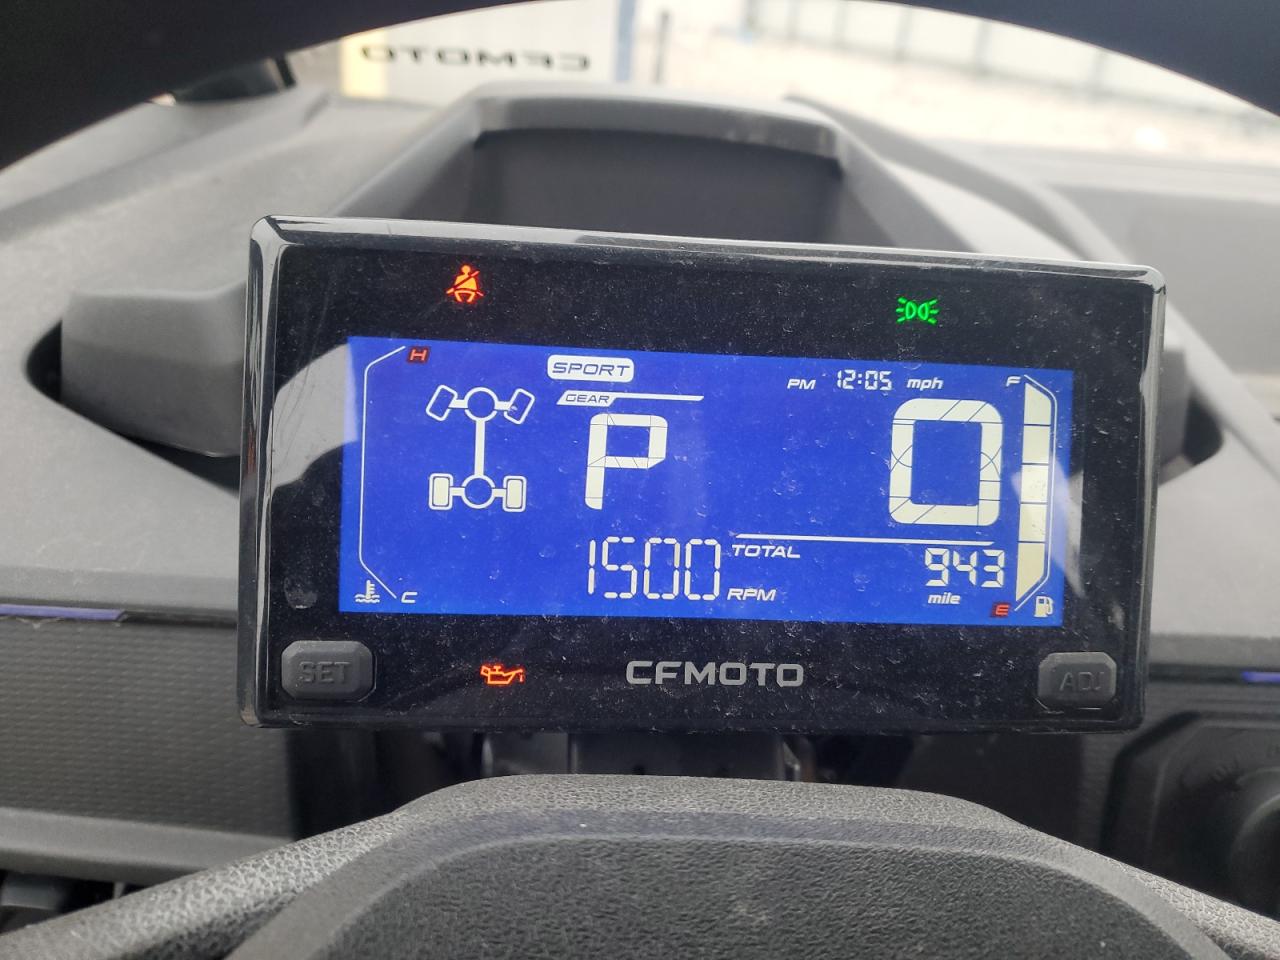 CFMOTO
H
SPORT
PM 12:05 mph
F
GEAR
P
0
1500 RPM
TOTAL
943
mile
C
E
SET
CFMOTO
ADJ